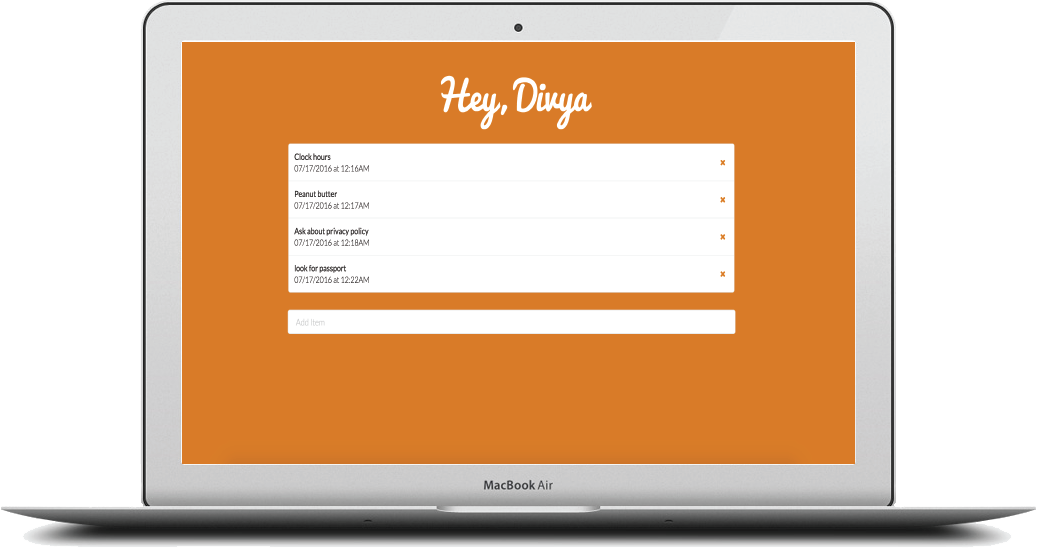 Hey, Divya
Clock hours
07/17/2016 at 12:16AM
x
Peanut butter
07/17/2016 at 12:17AM
x
Ask about privacy policy
07/17/2016 at 12:18AM
x
look for passport
07/17/2016 at 12:22AM
x
Add item
MacBook Air